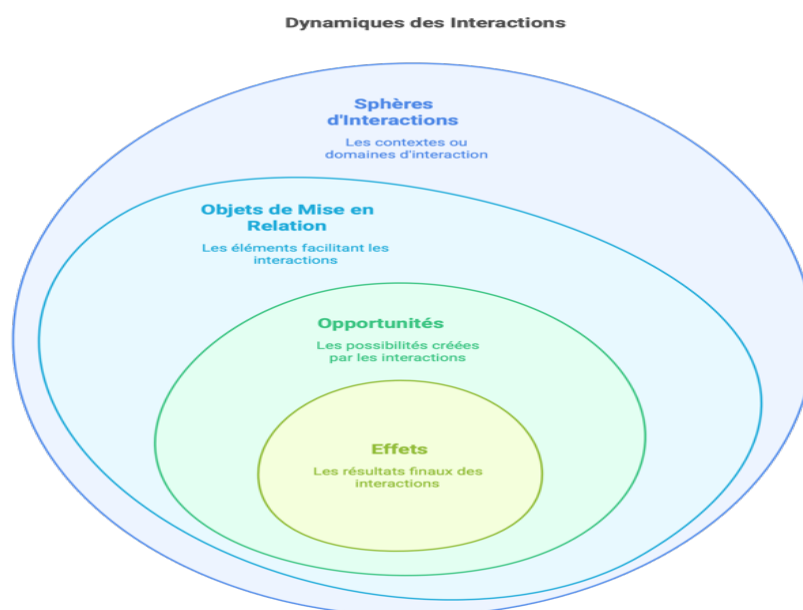 Dynamiques des Interactions
Sphères
d'Interactions
Les contextes ou
domaines d'interaction
Objets de Mise en
Relation
Les éléments facilitant les
interactions
Opportunités
Les possibilités créées
par les interactions
Effets
Les résultats finaux des
interactions